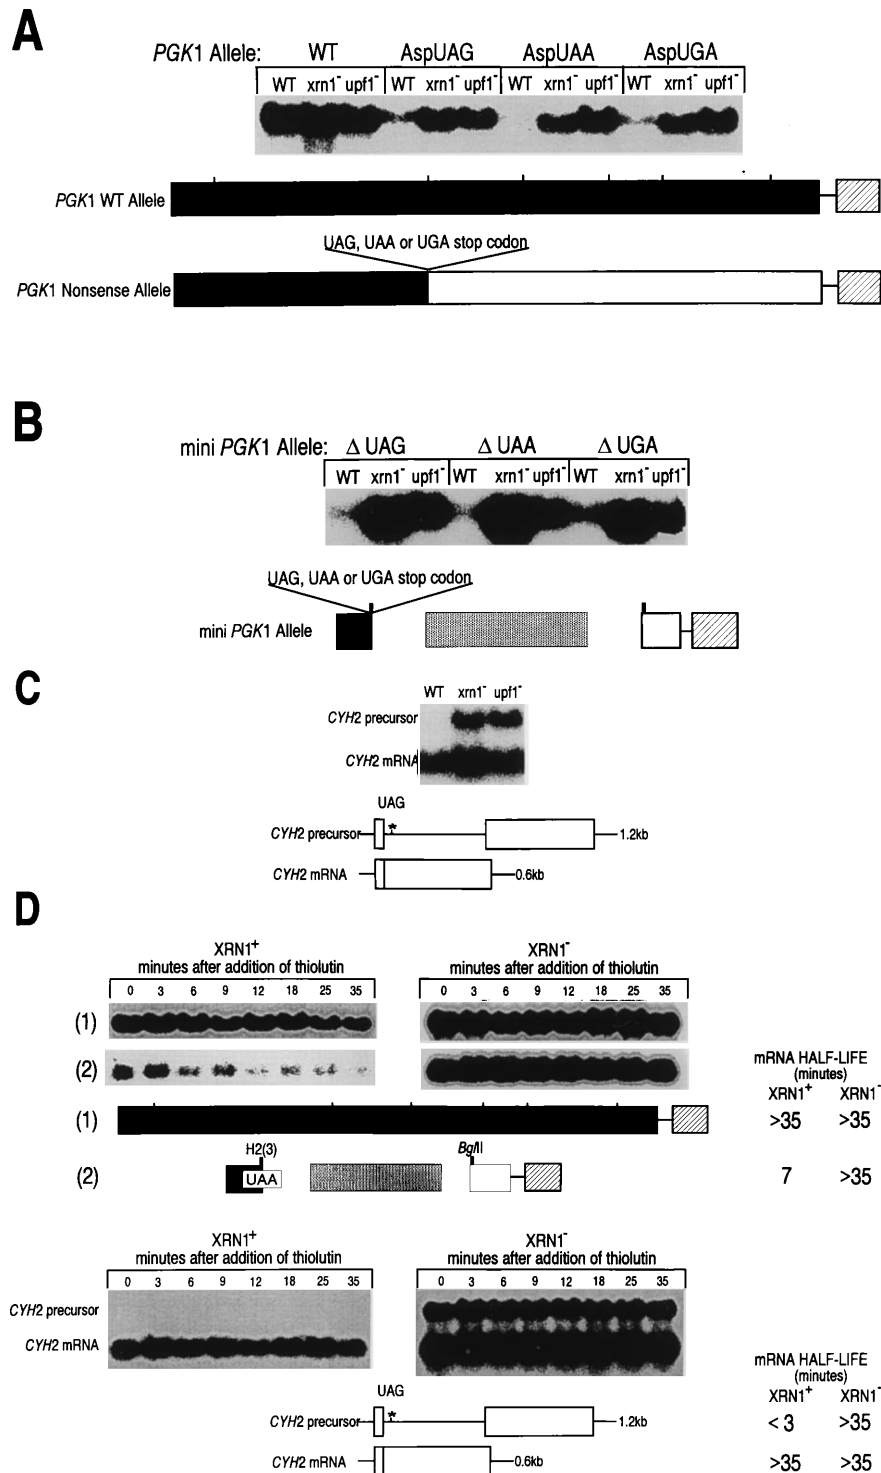 A
PGK1 Allele: WT AspUAG AspUAA AspUGA
WT xrn1⁻ upf1⁻ WT xrn1⁻ upf1⁻ WT xrn1⁻ upf1⁻ WT xrn1⁻ upf1⁻
PGK1 WT Allele
UAG, UAA or UGA stop codon
PGK1 Nonsense Allele
B
mini PGK1 Allele: Δ UAG Δ UAA Δ UGA
WT xrn1⁻ upf1⁻ WT xrn1⁻ upf1⁻ WT xrn1⁻ upf1⁻
UAG, UAA or UGA stop codon
mini PGK1 Allele
C
WT xrn1⁻ upf1⁻
CYH2 precursor
CYH2 mRNA
UAG
*
CYH2 precursor 1.2kb
CYH2 mRNA 0.6kb
D
XRN1⁺ XRN1⁻
minutes after addition of thiolutin minutes after addition of thiolutin
0 3 6 9 12 18 25 35 0 3 6 9 12 18 25 35
(1)
(2)
mRNA HALF-LIFE
(minutes)
XRN1⁺ XRN1⁻
(1) >35 >35
H2(3) BglII
(2) UAA 7 >35
XRN1⁺ XRN1⁻
minutes after addition of thiolutin minutes after addition of thiolutin
0 3 6 9 12 18 25 35 0 3 6 9 12 18 25 35
CYH2 precursor
CYH2 mRNA
mRNA HALF-LIFE
(minutes)
UAG XRN1⁺ XRN1⁻
*
CYH2 precursor 1.2kb < 3 >35
CYH2 mRNA 0.6kb >35 >35